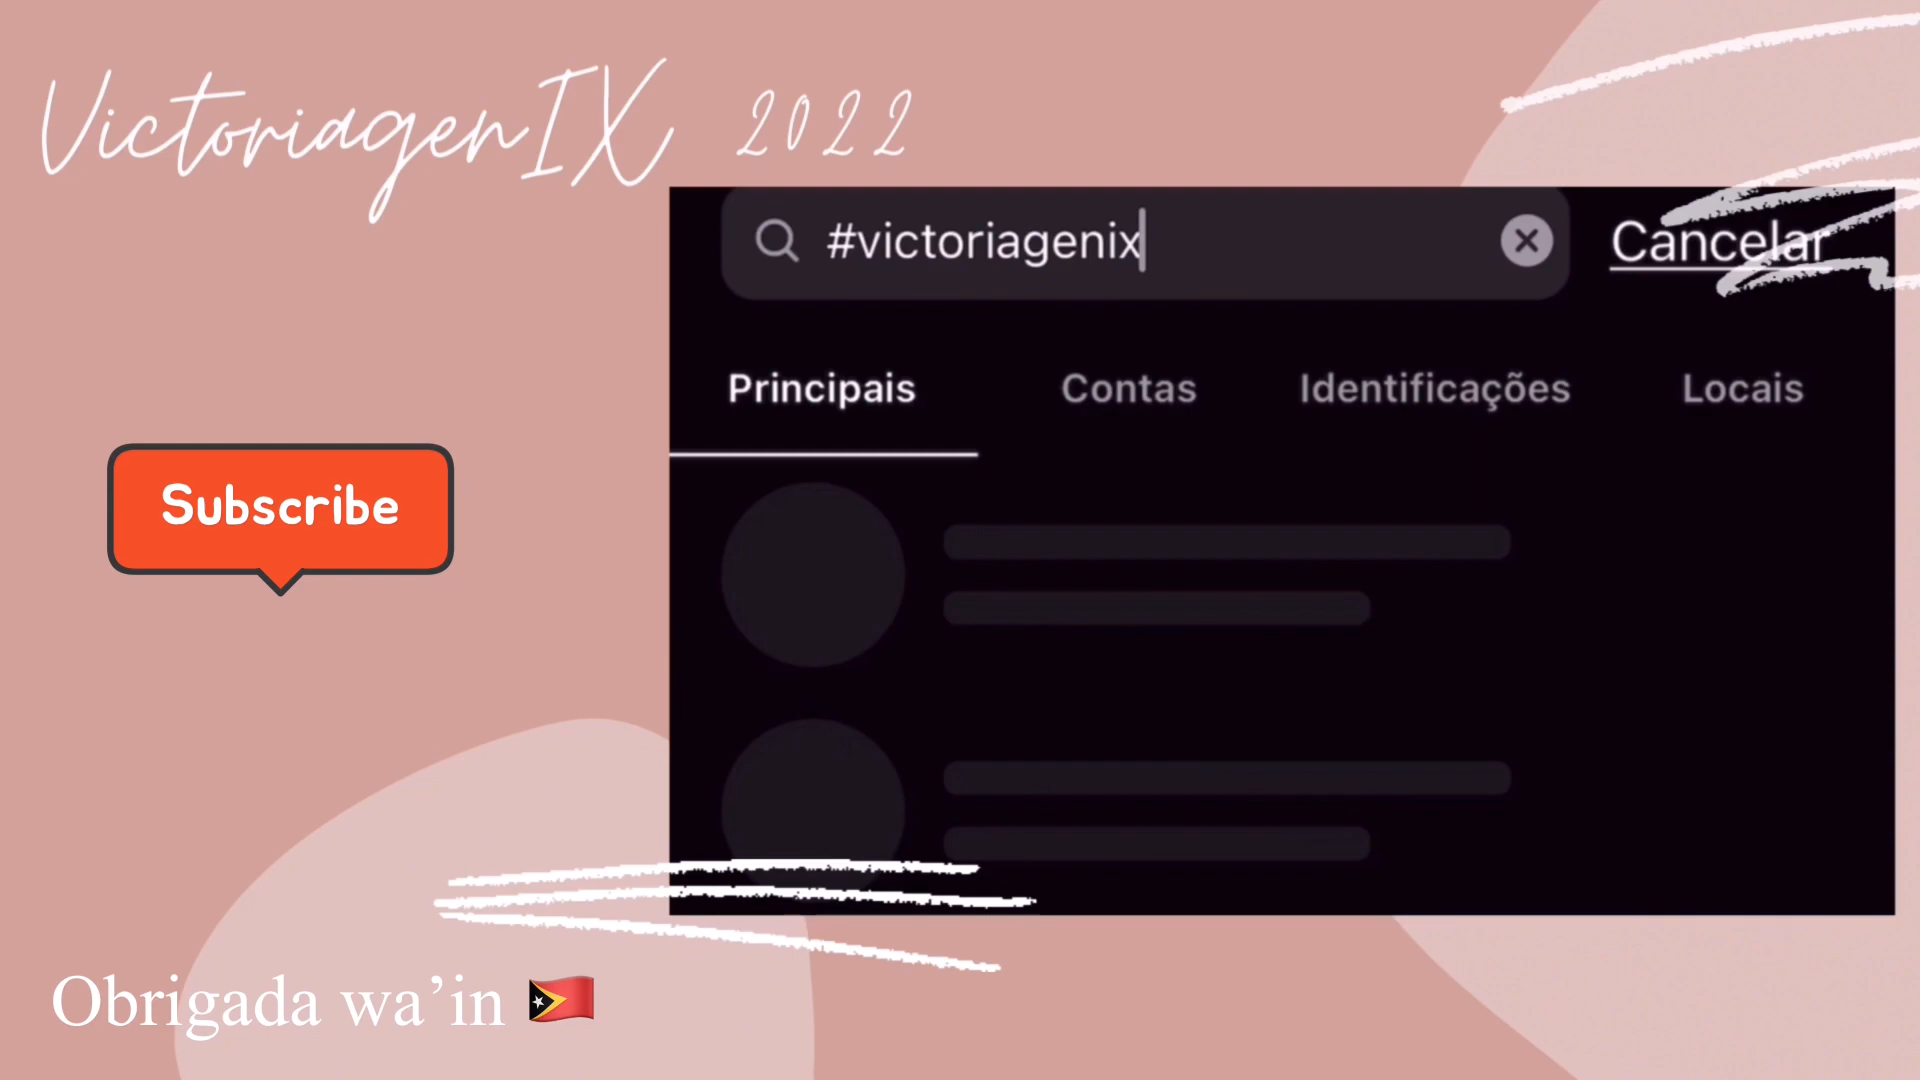 VictoriagenIX 2022
#victoriagenix
Cancelar
Principais Contas Identificações Locais
Subscribe
Obrigada wa’in 🇹🇱